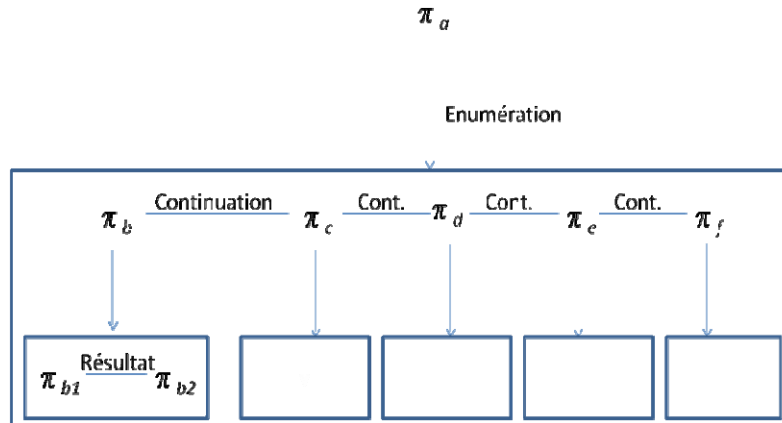 π a
Enumération
π b Continuation π c Cont. π d Cort. π e Cont. π f
π b1 Résultat π b2